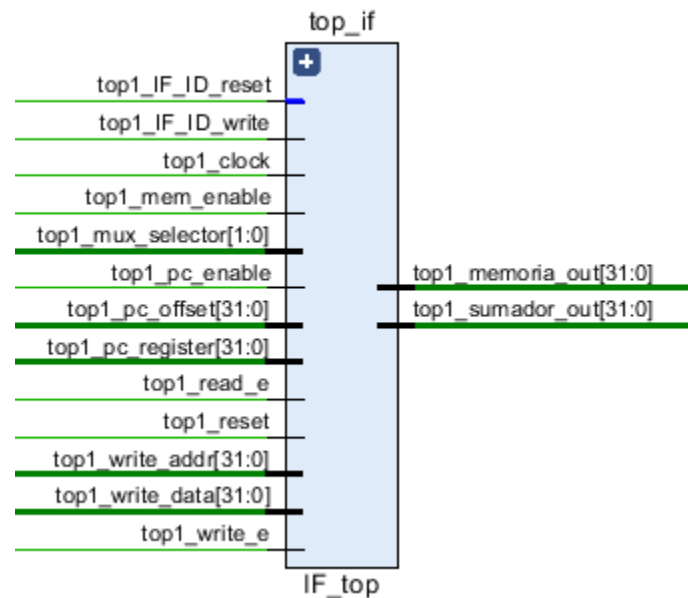 top_if
top1_IF_ID_reset
top1_IF_ID_write
top1_clock
top1_mem_enable
top1_mux_selector[1:0]
top1_pc_enable
top1_pc_offset[31:0]
top1_pc_register[31:0]
top1_read_e
top1_reset
top1_write_addr[31:0]
top1_write_data[31:0]
top1_write_e
top1_memoria_out[31:0]
top1_sumador_out[31:0]
IF_top